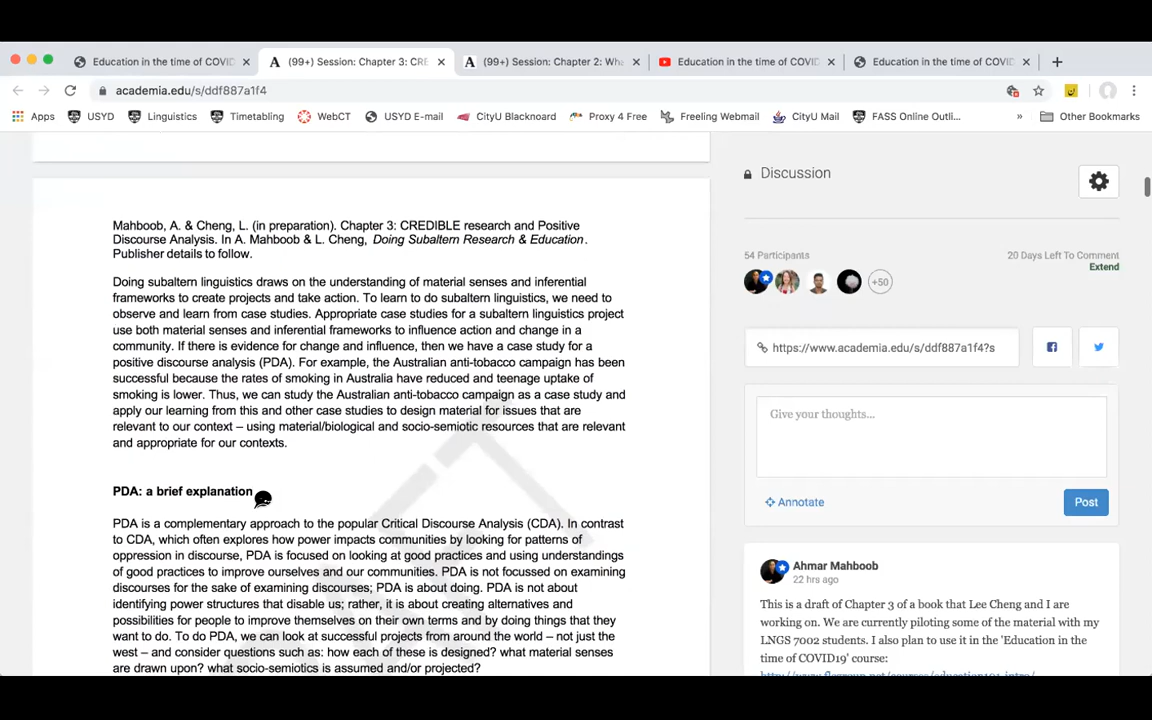 Education in the time of COVID
(99+) Session: Chapter 3: CRE
(99+) Session: Chapter 2: Wha
Education in the time of COVID
Education in the time of COVID
academia.edu/s/ddf887a1f4
Apps USYD Linguistics Timetabling WebCT USYD E-mail CityU Blacknoard Proxy 4 Free Freeling Webmail CityU Mail FASS Online Outli... » Other Bookmarks
Mahboob, A. & Cheng, L. (in preparation). Chapter 3: CREDIBLE research and Positive
Discourse Analysis. In A. Mahboob & L. Cheng, Doing Subaltern Research & Education.
Publisher details to follow.
Doing subaltern linguistics draws on the understanding of material senses and inferential
frameworks to create projects and take action. To learn to do subaltern linguistics, we need to
observe and learn from case studies. Appropriate case studies for a subaltern linguistics project
use both material senses and inferential frameworks to influence action and change in a
community. If there is evidence for change and influence, then we have a case study for a
positive discourse analysis (PDA). For example, the Australian anti-tobacco campaign has been
successful because the rates of smoking in Australia have reduced and teenage uptake of
smoking is lower. Thus, we can study the Australian anti-tobacco campaign as a case study and
apply our learning from this and other case studies to design material for issues that are
relevant to our context – using material/biological and socio-semiotic resources that are relevant
and appropriate for our contexts.
PDA: a brief explanation
PDA is a complementary approach to the popular Critical Discourse Analysis (CDA). In contrast
to CDA, which often explores how power impacts communities by looking for patterns of
oppression in discourse, PDA is focused on looking at good practices and using understandings
of good practices to improve ourselves and our communities. PDA is not focussed on examining
discourses for the sake of examining discourses; PDA is about doing. PDA is not about
identifying power structures that disable us; rather, it is about creating alternatives and
possibilities for people to improve themselves on their own terms and by doing things that they
want to do. To do PDA, we can look at successful projects from around the world – not just the
west – and consider questions such as: how each of these is designed? what material senses
are drawn upon? what socio-semiotics is assumed and/or projected?
Discussion
54 Participants
20 Days Left To Comment
Extend
+50
https://www.academia.edu/s/ddf887a1f4?s
Give your thoughts...
Annotate
Post
Ahmar Mahboob
22 hrs ago
This is a draft of Chapter 3 of a book that Lee Cheng and I are
working on. We are currently piloting some of the material with my
LNGS 7002 students. I also plan to use it in the 'Education in the
time of COVID19' course: